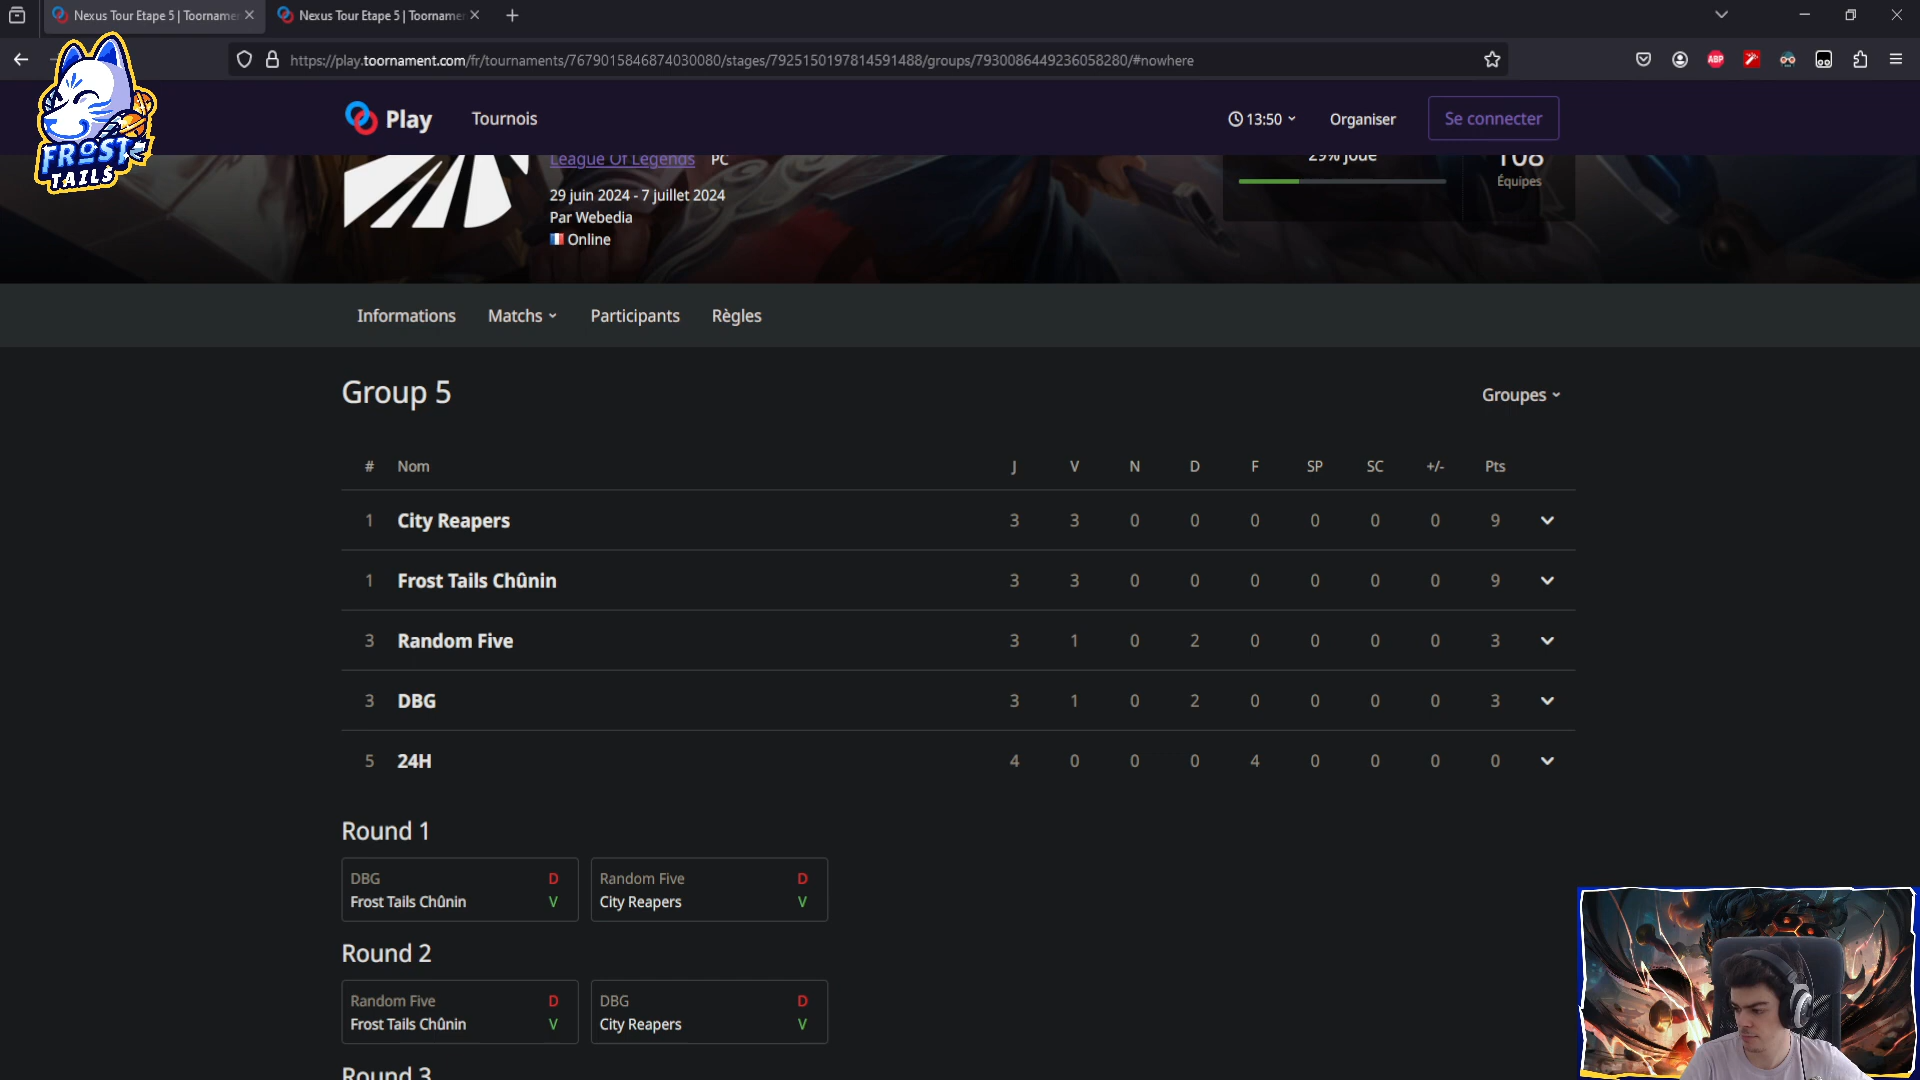 Nexus Tour Etape 5 | Toorname
Nexus Tour Etape 5 | Toorname
https://play.toornament.com/fr/tournaments/7679015846874030080/stages/7925150197814591488/groups/7930086449236058280/#nowhere
ABP
FROST
TAILS
Play
Tournois
13:50
Organiser
Se connecter
League Of Legends PC
29 juin 2024 - 7 juillet 2024
Par Webedia
Online
29% joué
108
Équipes
Informations
Matchs
Participants
Règles
Group 5
Groupes
# Nom J V N D F SP SC +/- Pts
1 City Reapers 3 3 0 0 0 0 0 0 9
1 Frost Tails Chûnin 3 3 0 0 0 0 0 0 9
3 Random Five 3 1 0 2 0 0 0 0 3
3 DBG 3 1 0 2 0 0 0 0 3
5 24H 4 0 0 0 4 0 0 0 0
Round 1
DBG D
Frost Tails Chûnin V
Random Five D
City Reapers V
Round 2
Random Five D
Frost Tails Chûnin V
DBG D
City Reapers V
Round 3